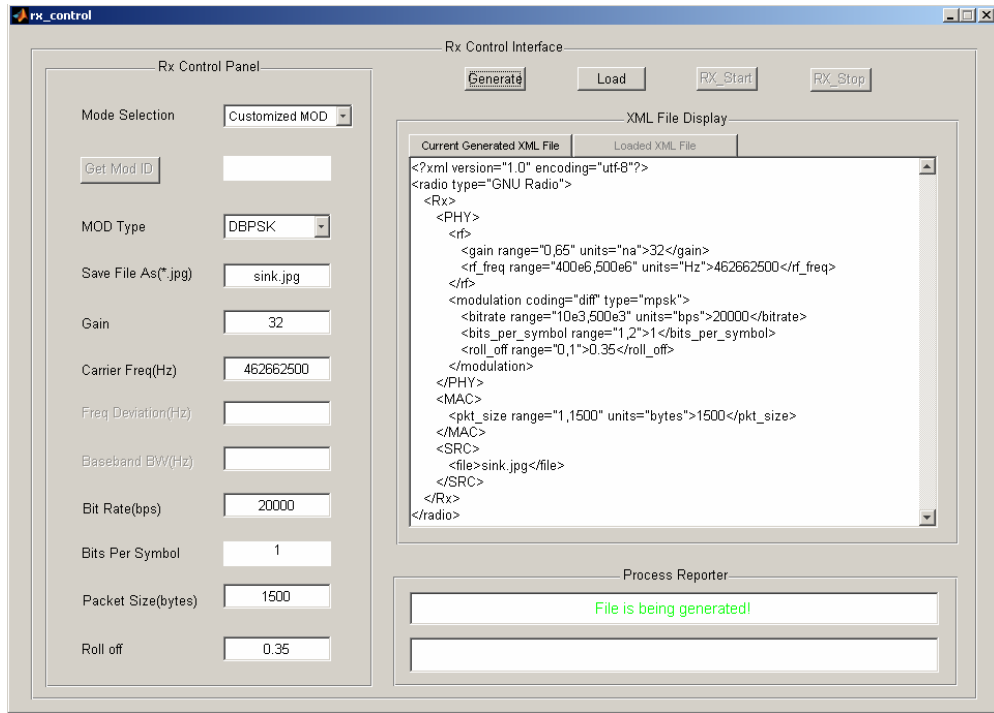 rx_control
Rx Control Interface
Rx Control Panel
Mode Selection
Customized MOD
Get Mod ID
MOD Type
DBPSK
Save File As(*.jpg)
sink.jpg
Gain
32
Carrier Freq(Hz)
462662500
Freq Deviation(Hz)
Baseband BW(Hz)
Bit Rate(bps)
20000
Bits Per Symbol
1
Packet Size(bytes)
1500
Roll off
0.35
Generate
Load
RX_Start
RX_Stop
XML File Display
Current Generated XML File
Loaded XML File
<?xml version="1.0" encoding="utf-8"?>
<radio type="GNU Radio">
<Rx>
<PHY>
<rf>
<gain range="0,65" units="na">32</gain>
<rf_freq range="400e6,500e6" units="Hz">462662500</rf_freq>
</rf>
<modulation coding="diff" type="mpsk">
<bitrate range="10e3,500e3" units="bps">20000</bitrate>
<bits_per_symbol range="1,2">1</bits_per_symbol>
<roll_off range="0,1">0.35</roll_off>
</modulation>
</PHY>
<MAC>
<pkt_size range="1,1500" units="bytes">1500</pkt_size>
</MAC>
<SRC>
<file>sink.jpg</file>
</SRC>
</Rx>
</radio>
Process Reporter
File is being generated!